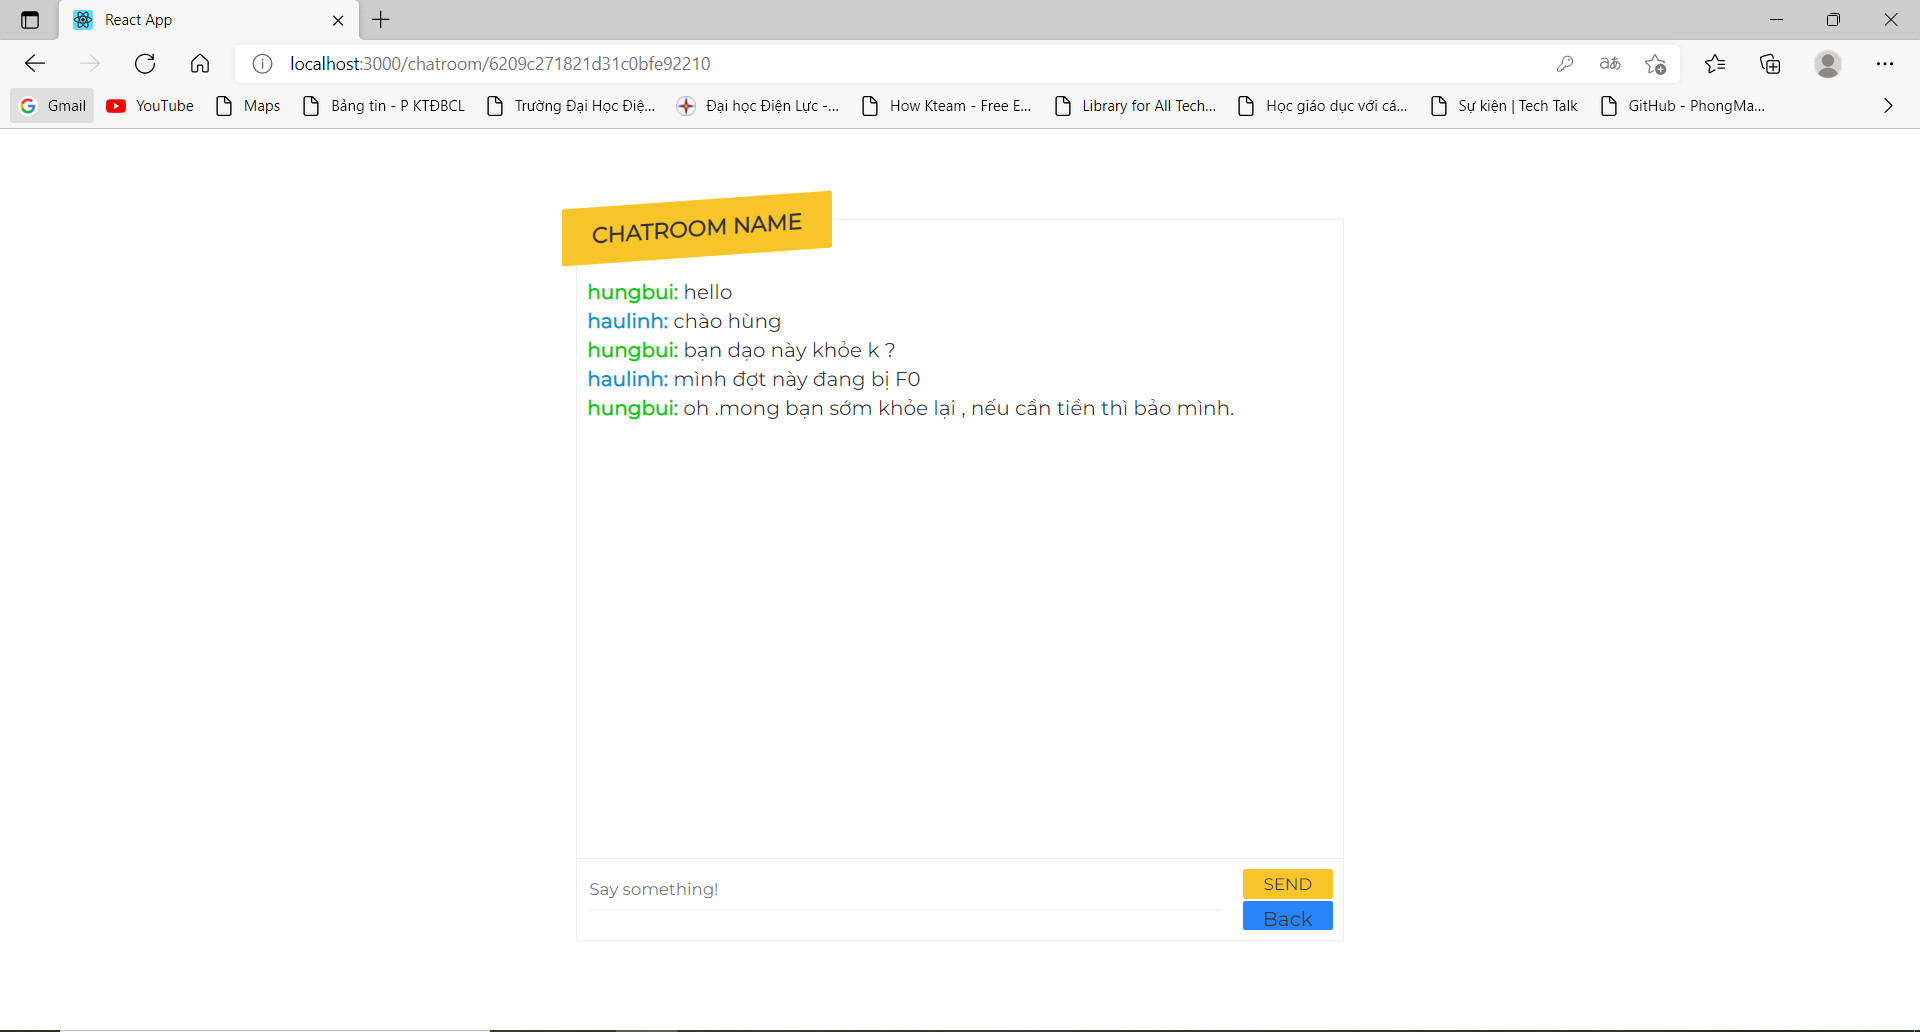 React App
localhost:3000/chatroom/6209c271821d31c0bfe92210
Gmail YouTube Maps Bảng tin - P KTĐBCL Trường Đại Học Điệ... Đại học Điện Lực -... How Kteam - Free E... Library for All Tech... Học giáo dục với cá... Sự kiện | Tech Talk GitHub - PhongMa...
CHATROOM NAME
hungbui: hello
haulinh: chào hùng
hungbui: bạn dạo này khỏe k ?
haulinh: mình đợt này đang bị F0
hungbui: oh .mong bạn sớm khỏe lại , nếu cần tiền thì bảo mình.
Say something!
SEND
Back